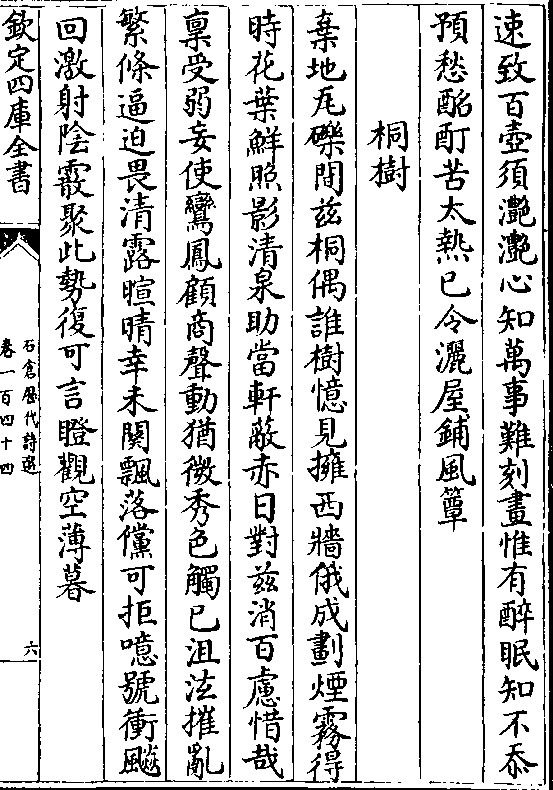 速致百壺須灔灔心知萬事難刻畫惟有醉眠知不忝
預愁酩酊苦太熱已令灑屋鋪風簟
桐樹
棄地瓦礫間兹桐偶誰樹憶見擁西牆俄成劃煙霧得
時花葉鮮照影清泉助當軒敵赤日對兹消百慮惜哉
稟受弱妄使鸞鳳顧商聲動猶微秀色觸已沮泫摧亂
繁條逼迫畏清露暄晴幸未闋飄落儻可拒噫號衝飈
回激射陰霰聚此勢復可言瞪觀空薄暮
欽定四庫全書
石倉歴代詩選
卷一百四十四
六